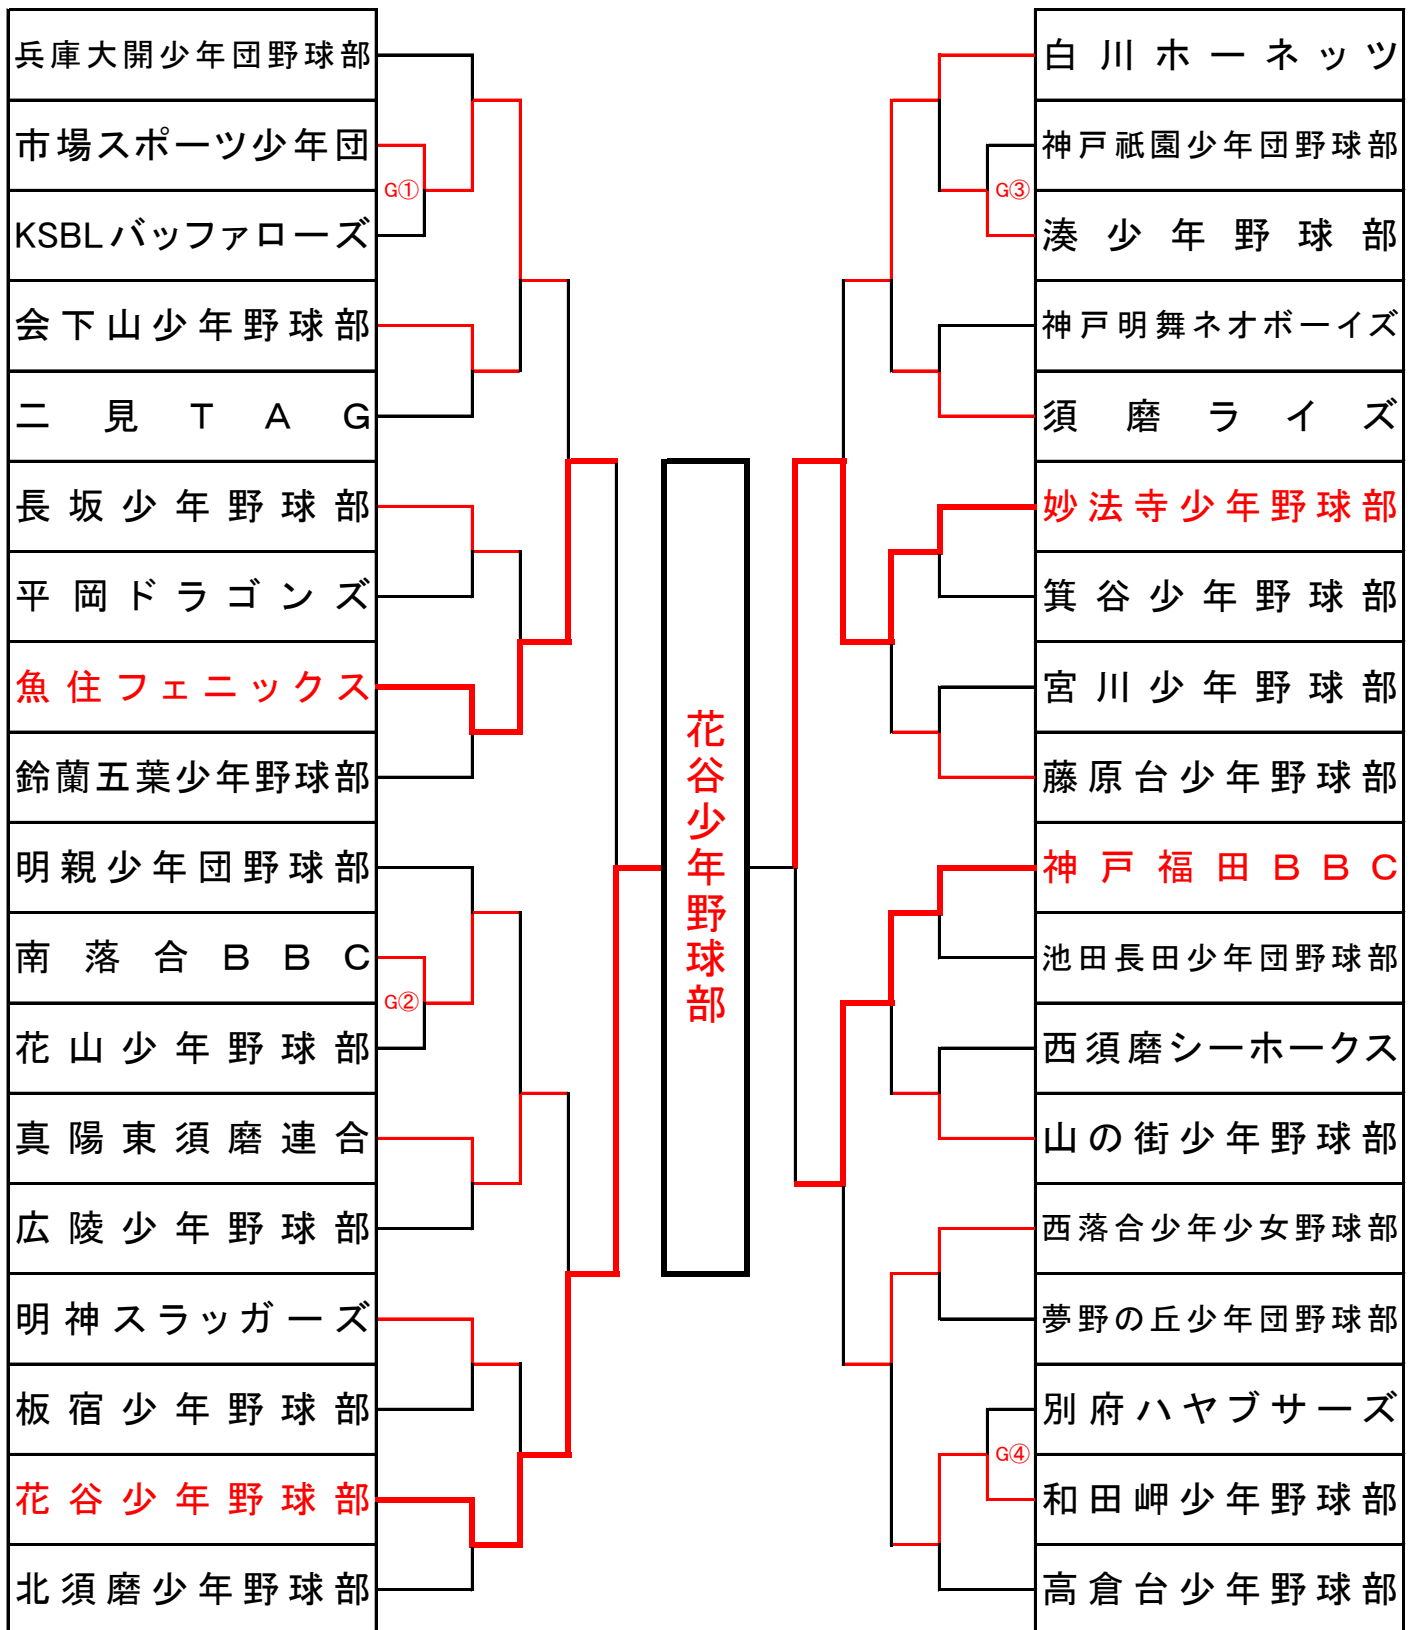 兵庫大開少年団野球部
市場スポーツ少年団
G①
KSBLバッファローズ
会下山少年野球部
二見TAG
長坂少年野球部
平岡ドラゴンズ
魚住フェニックス
鈴蘭五葉少年野球部
明親少年団野球部
南落合BBC
G②
花山少年野球部
真陽東須磨連合
広陵少年野球部
明神スラッガーズ
板宿少年野球部
花谷少年野球部
北須磨少年野球部
花谷少年野球部
白川ホーネッツ
神戸祇園少年団野球部
G③
湊少年野球部
神戸明舞ネオボーイズ
須磨ライズ
妙法寺少年野球部
箕谷少年野球部
宮川少年野球部
藤原台少年野球部
神戸福田BBC
池田長田少年団野球部
西須磨シーホークス
山の街少年野球部
西落合少年少女野球部
夢野の丘少年団野球部
別府ハヤブサーズ
G④
和田岬少年野球部
高倉台少年野球部